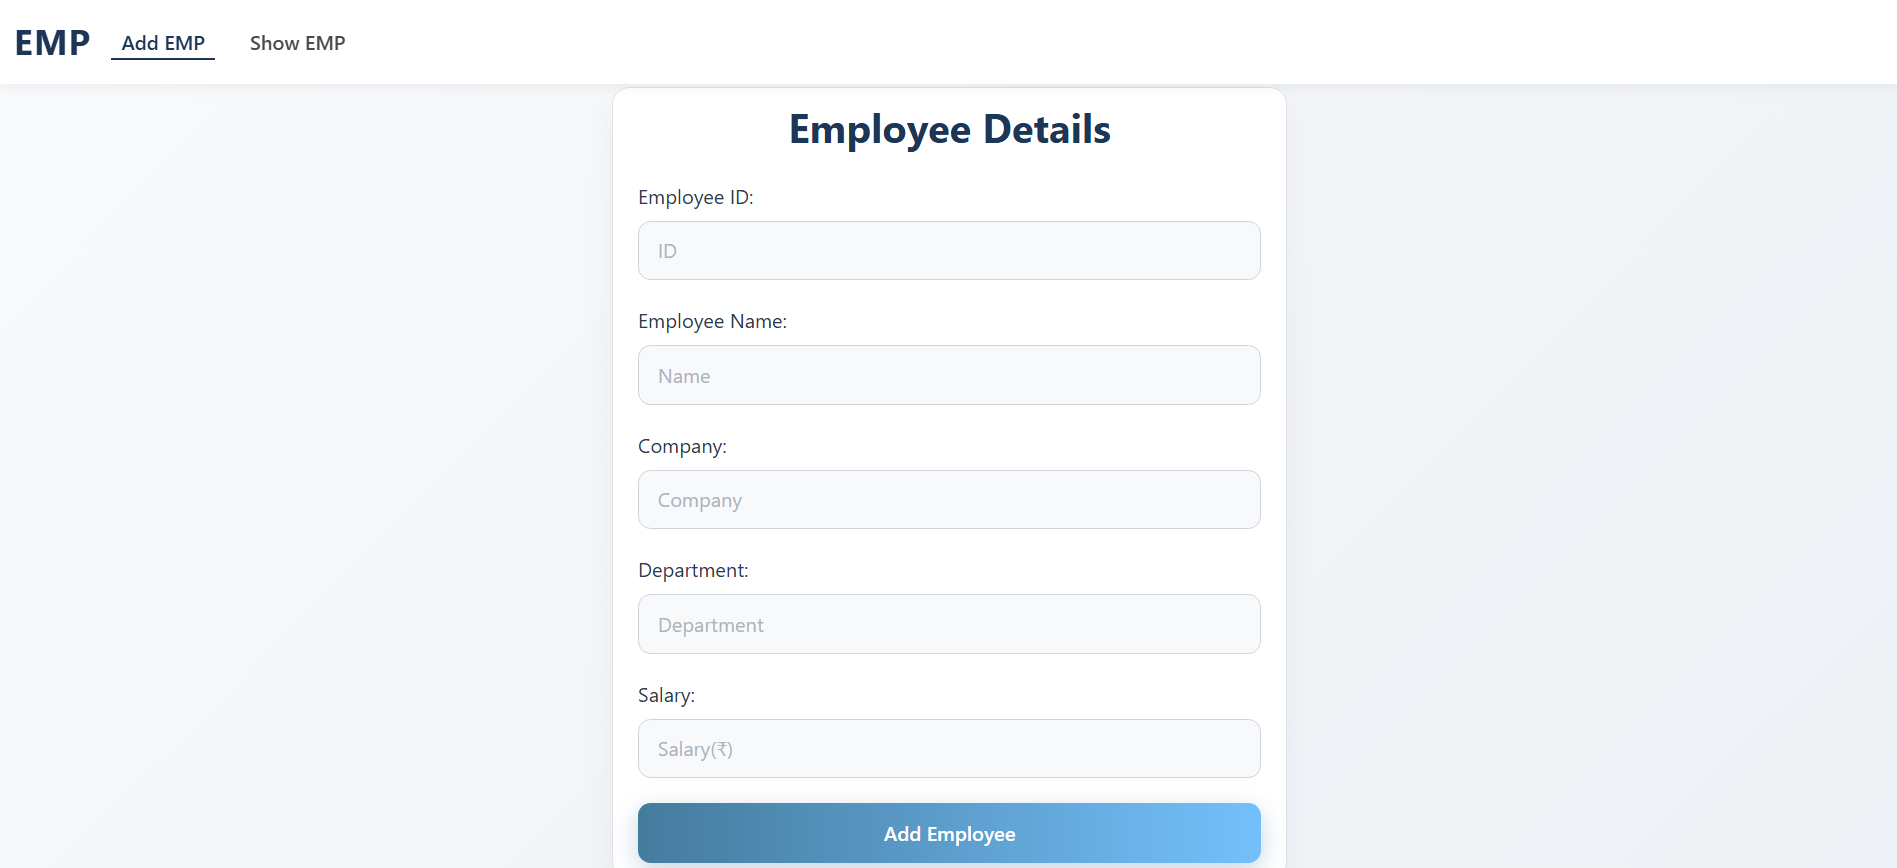 EMP Add EMP Show EMP
Employee Details
Employee ID:
ID
Employee Name:
Name
Company:
Company
Department:
Department
Salary:
Salary(₹)
Add Employee